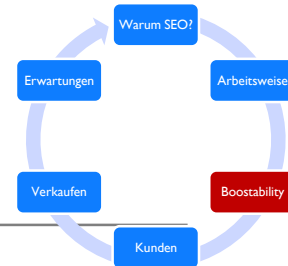 Warum SEO?
Erwartungen
Arbeitsweise
Verkaufen
Boostability
Kunden